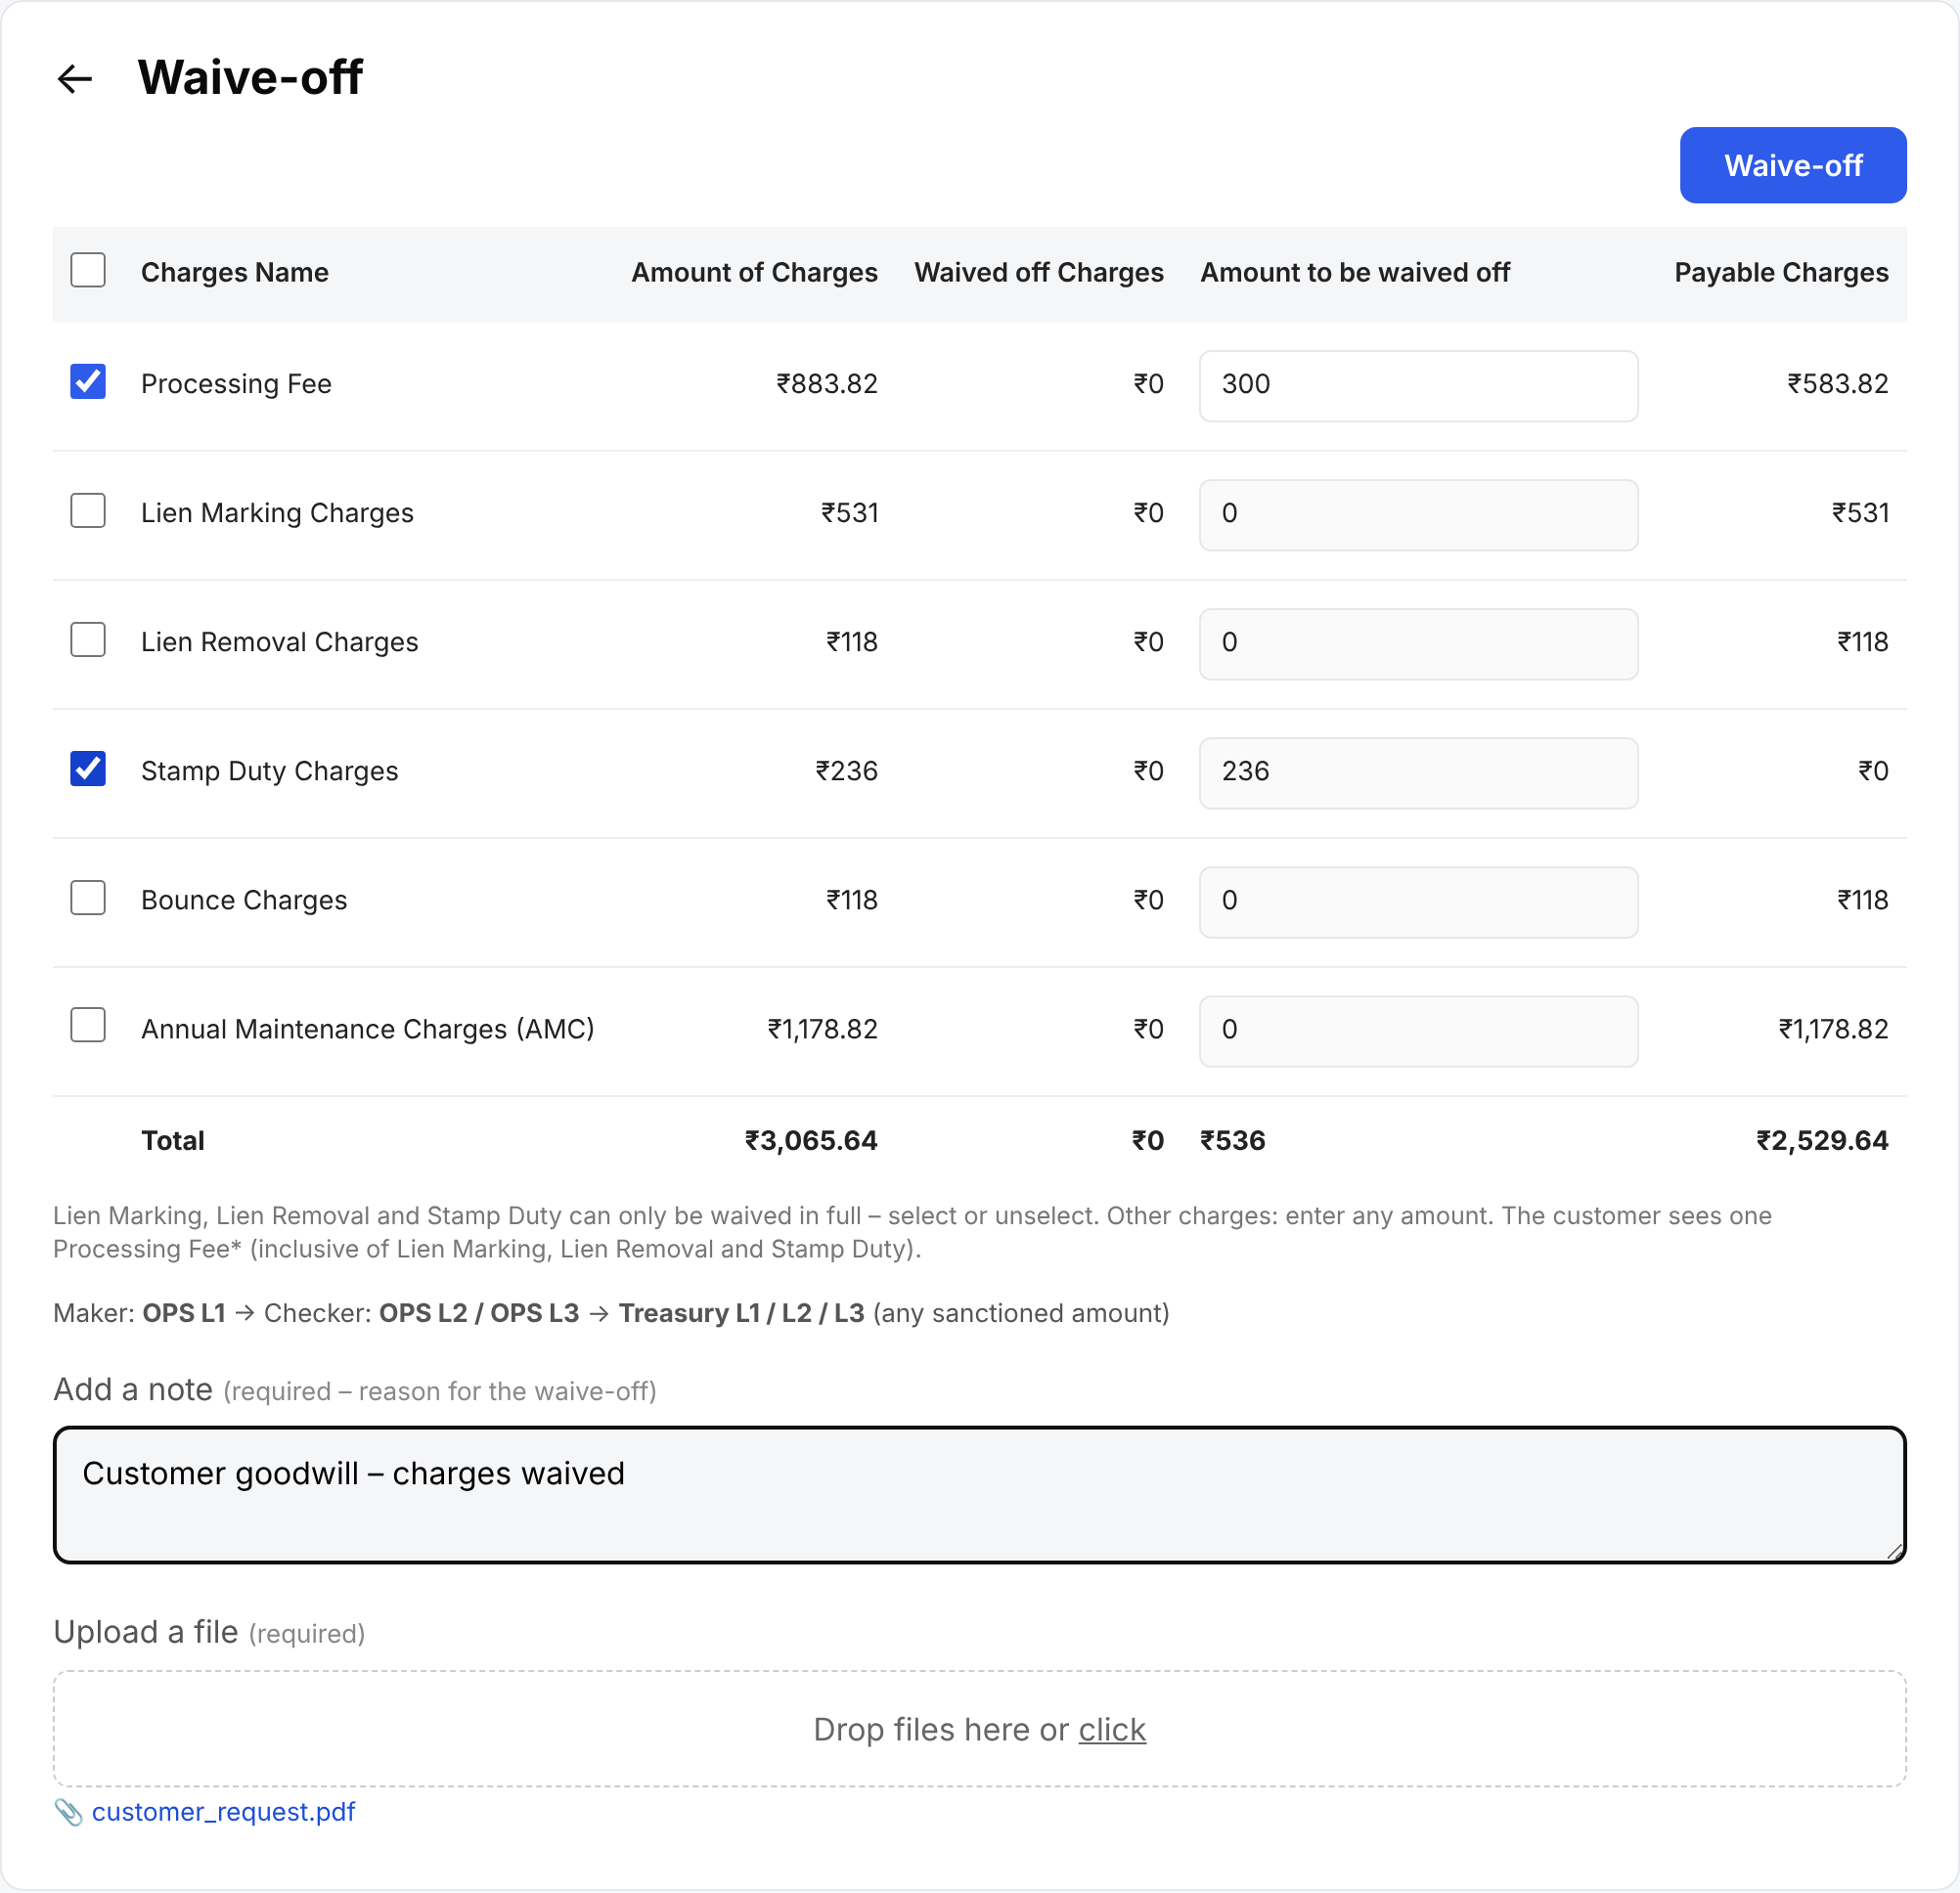 Waive-off
Waive-off
Charges Name Amount of Charges Waived off Charges Amount to be waived off Payable Charges
Processing Fee ₹883.82 ₹0 300 ₹583.82
Lien Marking Charges ₹531 ₹0 0 ₹531
Lien Removal Charges ₹118 ₹0 0 ₹118
Stamp Duty Charges ₹236 ₹0 236 ₹0
Bounce Charges ₹118 ₹0 0 ₹118
Annual Maintenance Charges (AMC) ₹1,178.82 ₹0 0 ₹1,178.82
Total ₹3,065.64 ₹0 ₹536 ₹2,529.64
Lien Marking, Lien Removal and Stamp Duty can only be waived in full – select or unselect. Other charges: enter any amount. The customer sees one
Processing Fee* (inclusive of Lien Marking, Lien Removal and Stamp Duty).
Maker: OPS L1 → Checker: OPS L2 / OPS L3 → Treasury L1 / L2 / L3 (any sanctioned amount)
Add a note (required – reason for the waive-off)
Customer goodwill – charges waived
Upload a file (required)
Drop files here or click
customer_request.pdf